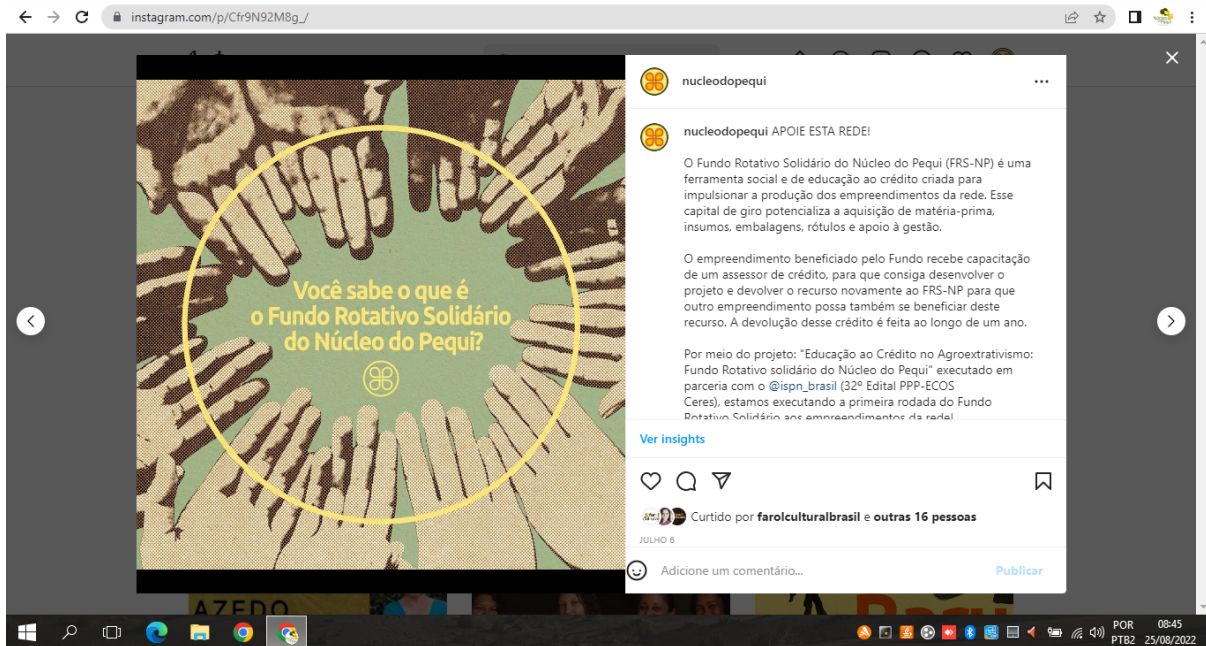 instagram.com/p/Cfr9N92M8g_/
Você sabe o que é
o Fundo Rotativo Solidário
do Núcleo do Pequi?
nucleodopequi
nucleodopequi APOIE ESTA REDE!
O Fundo Rotativo Solidário do Núcleo do Pequi (FRS-NP) é uma
ferramenta social e de educação ao crédito criada para
impulsionar a produção dos empreendimentos da rede. Esse
capital de giro potencializa a aquisição de matéria-prima,
insumos, embalagens, rótulos e apoio à gestão.
O empreendimento beneficiado pelo Fundo recebe capacitação
de um assessor de crédito, para que consiga desenvolver o
projeto e devolver o recurso novamente ao FRS-NP para que
outro empreendimento possa também se beneficiar deste
recurso. A devolução desse crédito é feita ao longo de um ano.
Por meio do projeto: "Educação ao Crédito no Agroextrativismo:
Fundo Rotativo solidário do Núcleo do Pequi" executado em
parceria com o @ispn_brasil (32º Edital PPP-ECOS
Ceres), estamos executando a primeira rodada do Fundo
Rotativo Solidário aos empreendimentos da rede!
Ver insights
Curtido por farolculturalbrasil e outras 16 pessoas
JULHO 6
Adicione um comentário...
Publicar
AZEDO
POR
PTB2
08:45
25/08/2022